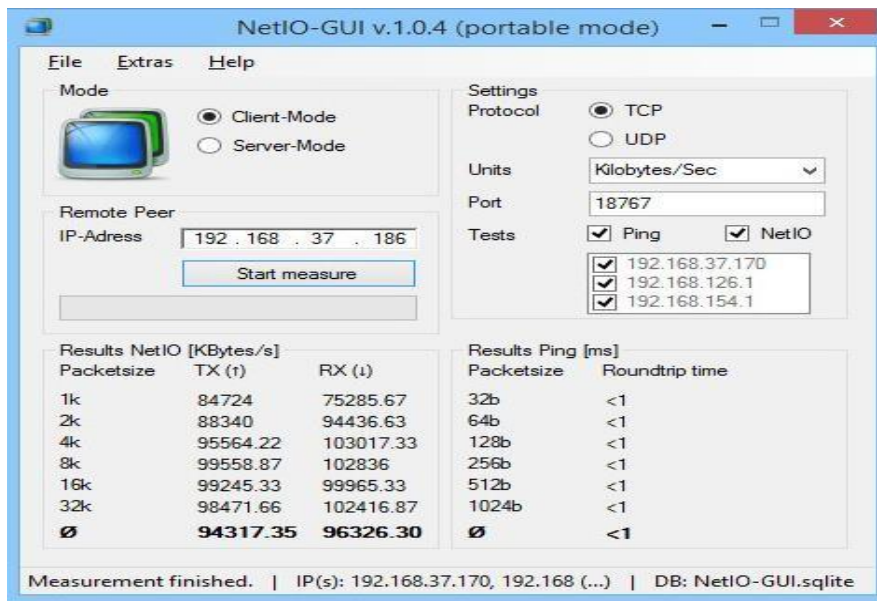 NetIO-GUI v.1.0.4 (portable mode)
File Extras Help
Mode
Client-Mode
Server-Mode
Remote Peer
IP-Adress 192 . 168 . 37 . 186
Start measure
Settings
Protocol TCP
UDP
Units Kilobytes/Sec
Port 18767
Tests Ping NetIO
192.168.37.170
192.168.126.1
192.168.154.1
Results NetIO [KBytes/s]
Packetsize TX (↑) RX (↓)
1k 84724 75285.67
2k 88340 94436.63
4k 95564.22 103017.33
8k 99558.87 102836
16k 99245.33 99965.33
32k 98471.66 102416.87
Ø 94317.35 96326.30
Results Ping [ms]
Packetsize Roundtrip time
32b <1
64b <1
128b <1
256b <1
512b <1
1024b <1
Ø <1
Measurement finished. | IP(s): 192.168.37.170, 192.168 (...) | DB: NetIO-GUI.sqlite